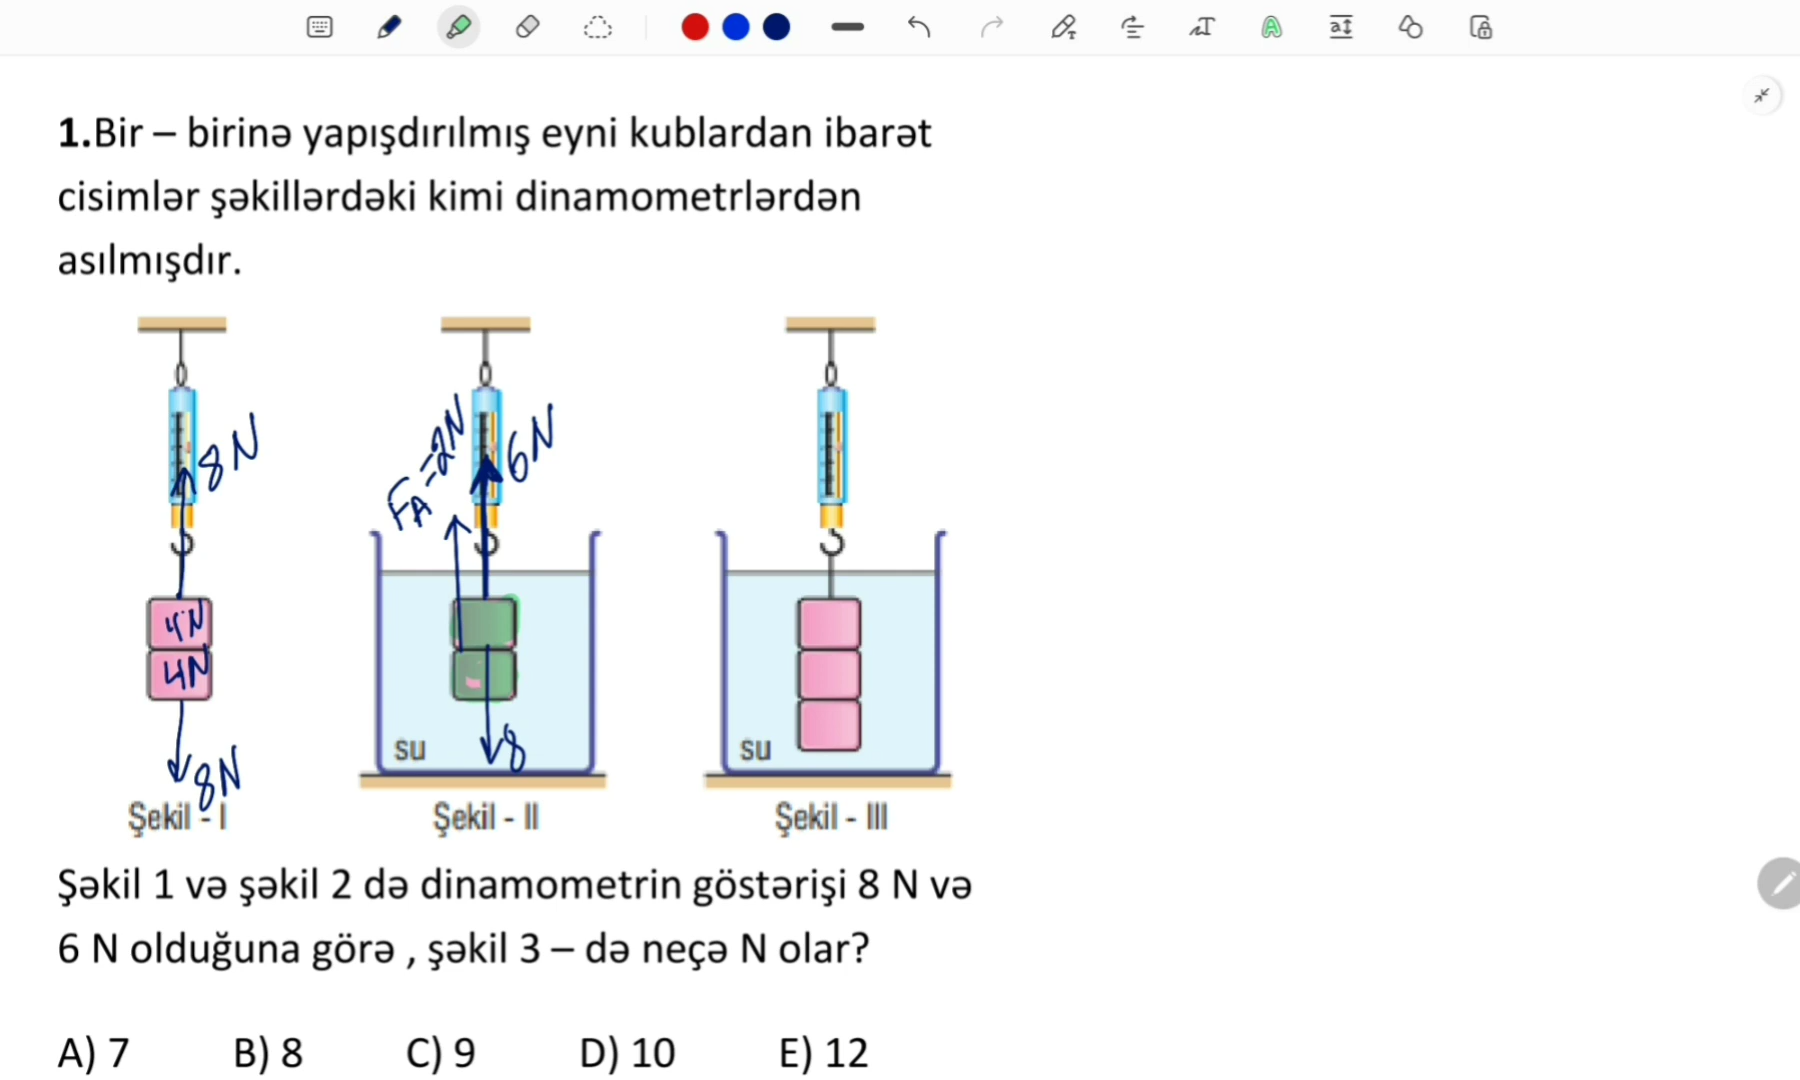 1.Bir – birinə yapışdırılmış eyni kublardan ibarət
cisimlər şəkillərdəki kimi dinamometrlərdən
asılmışdır.
8N
F_A=2N
6N
4N
4N
8N
su
8
su
Şekil - I
Şekil - II
Şekil - III
Şəkil 1 və şəkil 2 də dinamometrin göstərişi 8 N və
6 N olduğuna görə , şəkil 3 – də neçə N olar?
A) 7 B) 8 C) 9 D) 10 E) 12